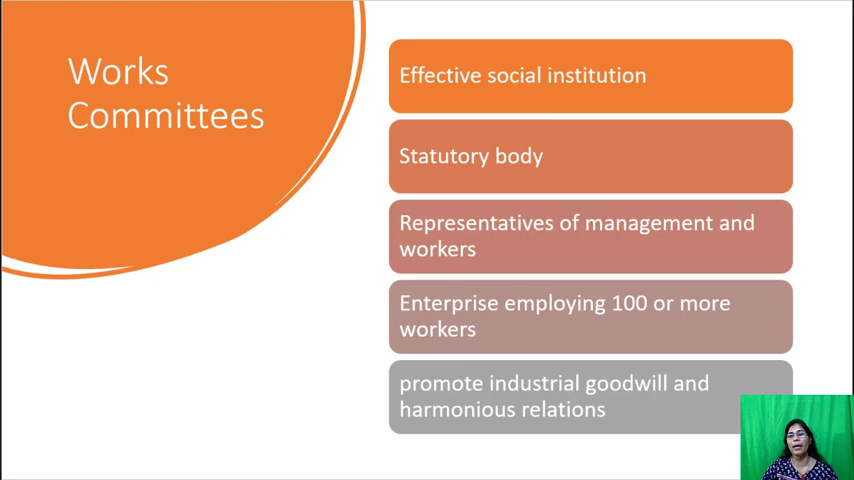 Works
Committees
Effective social institution
Statutory body
Representatives of management and
workers
Enterprise employing 100 or more
workers
promote industrial goodwill and
harmonious relations